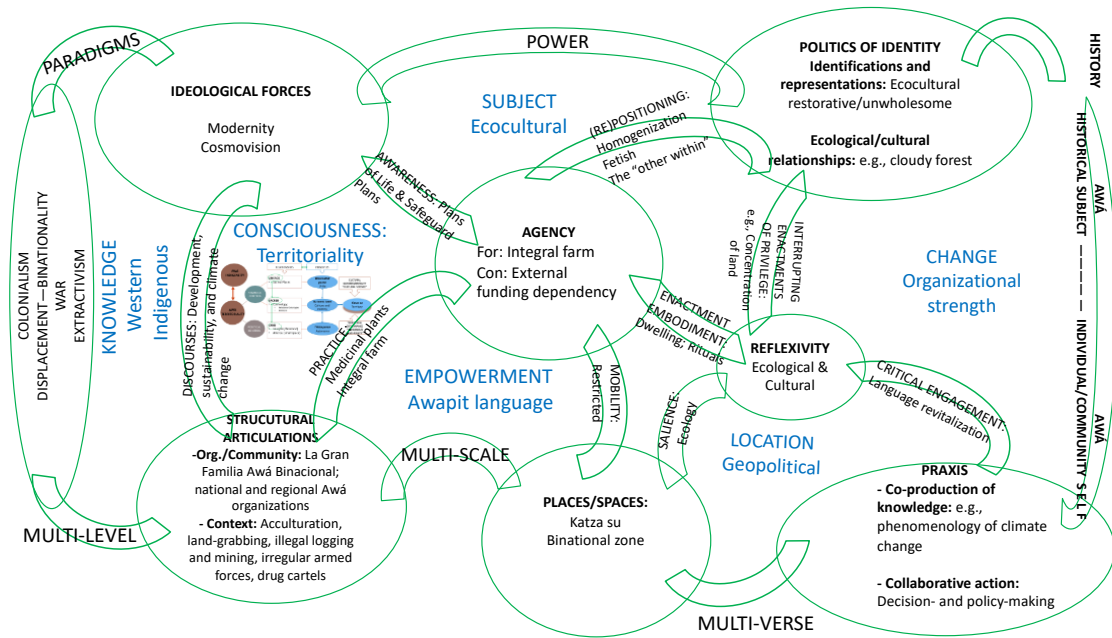 PARADIGMS
POWER
HISTORY
IDEOLOGICAL FORCES
Modernity
Cosmovision
SUBJECT
Ecocultural
(RE)POSITIONING:
Homogenization
Fetish
The "other within"
POLITICS OF IDENTITY
Identifications and
representations: Ecocultural
restorative/unwholesome
Ecological/cultural
relationships: e.g., cloudy forest
AWÁ
HISTORICAL SUBJECT — — — — — INDIVIDUAL/COMMUNITY S E L F
AWÁ
COLONIALISM
DISPLACEMENT—BINATIONALITY
WAR
EXTRACTIVISM
KNOWLEDGE
Western
Indigenous
DISCOURSES: Development,
sustainability, and climate
change
CONSCIOUSNESS:
Territoriality
AWARENESS: Plans
of Life & Safeguard
Plans
AGENCY
For: Integral farm
Con: External
funding dependency
INTERRUPTING
ENACTMENTS
OF PRIVILEGE:
e.g., Concentration
of land
CHANGE
Organizational
strength
PRACTICE:
Medicinal plants
Integral farm
EMPOWERMENT
Awapit language
ENACTMENT
EMBODIMENT:
Dwelling; Rituals
REFLEXIVITY
Ecological &
Cultural
MOBILITY:
Restricted
SALIENCE:
Ecology
CRITICAL ENGAGEMENT:
Language revitalization
LOCATION
Geopolitical
STRUCUTURAL
ARTICULATIONS
-Org./Community: La Gran
Familia Awá Binacional;
national and regional Awá
organizations
- Context: Acculturation,
land-grabbing, illegal logging
and mining, irregular armed
forces, drug cartels
MULTI-SCALE
MULTI-LEVEL
PLACES/SPACES:
Katza su
Binational zone
PRAXIS
- Co-production of
knowledge: e.g.,
phenomenology of climate
change
- Collaborative action:
Decision- and policy-making
MULTI-VERSE